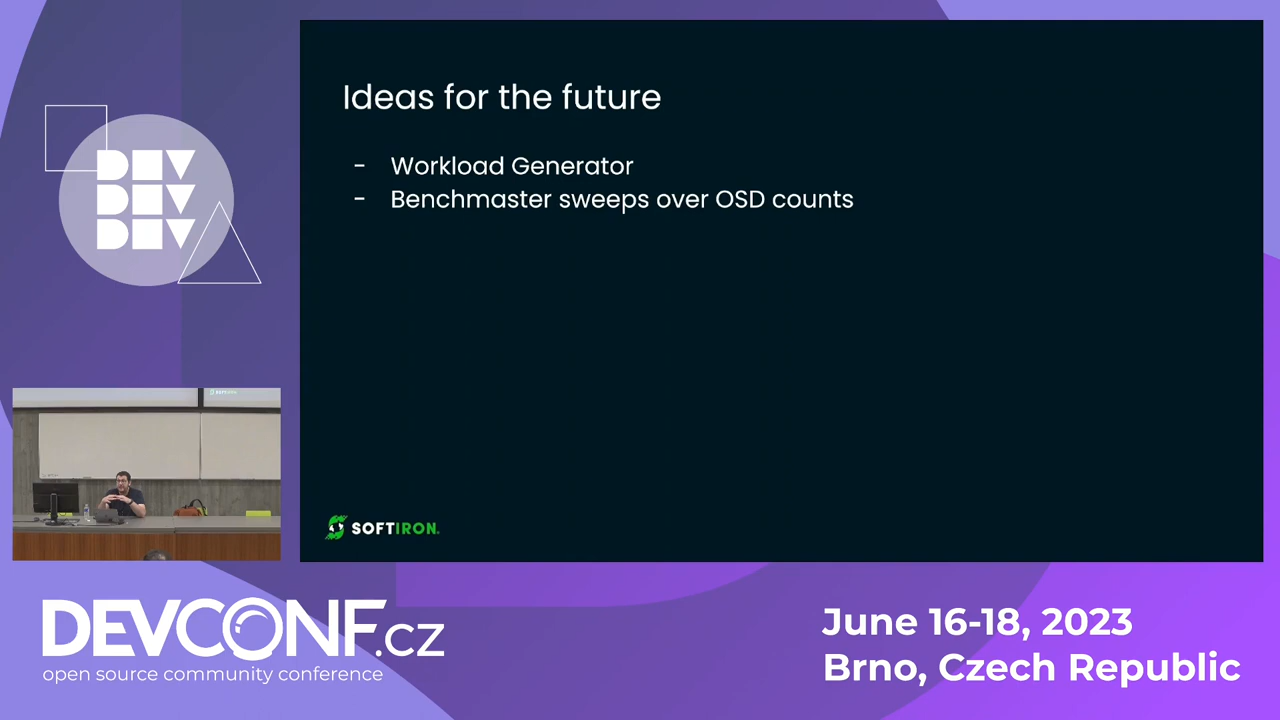 Ideas for the future
- Workload Generator
- Benchmaster sweeps over OSD counts
SOFTIRON
DEV
DEV
DEV
DEVCONF.cz
open source community conference
June 16-18, 2023
Brno, Czech Republic